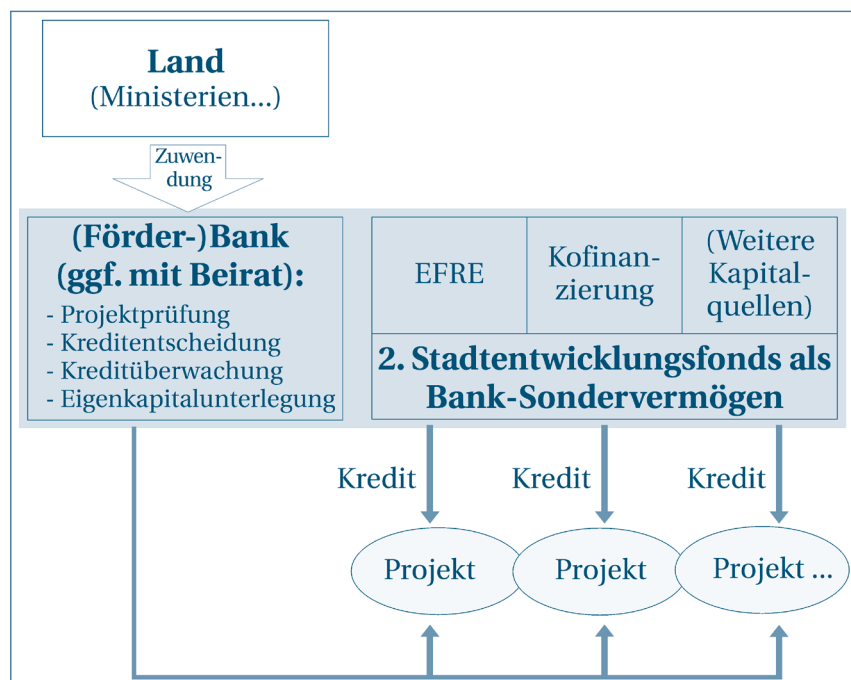 Land
(Ministerien...)
Zuwen-
dung
(Förder-)Bank
(ggf. mit Beirat):
- Projektprüfung
- Kreditentscheidung
- Kreditüberwachung
- Eigenkapitalunterlegung
EFRE
Kofinan-
zierung
(Weitere
Kapital-
quellen)
2. Stadtentwicklungsfonds als
Bank-Sondervermögen
Kredit
Kredit
Kredit
Projekt
Projekt
Projekt ...